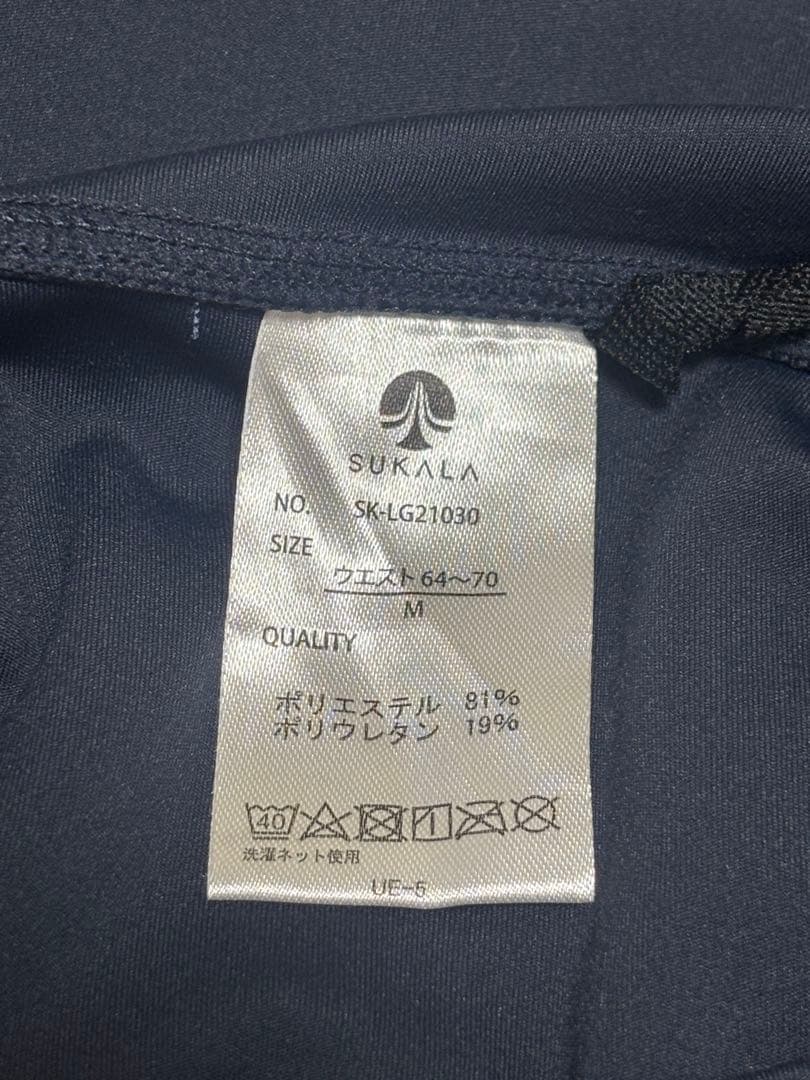 SUKALA
NO. SK-LG21030
SIZE
ウエスト64〜70
M
QUALITY
ポリエステル 81%
ポリウレタン 19%
40
洗濯ネット使用
UE-6